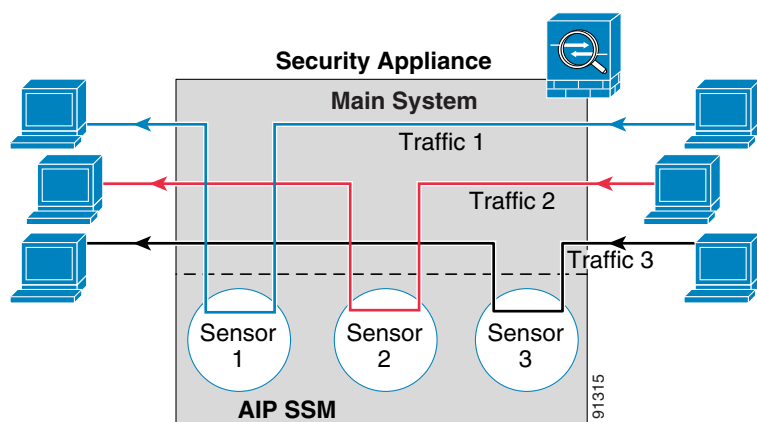 Security Appliance
Main System
Traffic 1
Traffic 2
Traffic 3
Sensor
1
Sensor
2
Sensor
3
AIP SSM
91315